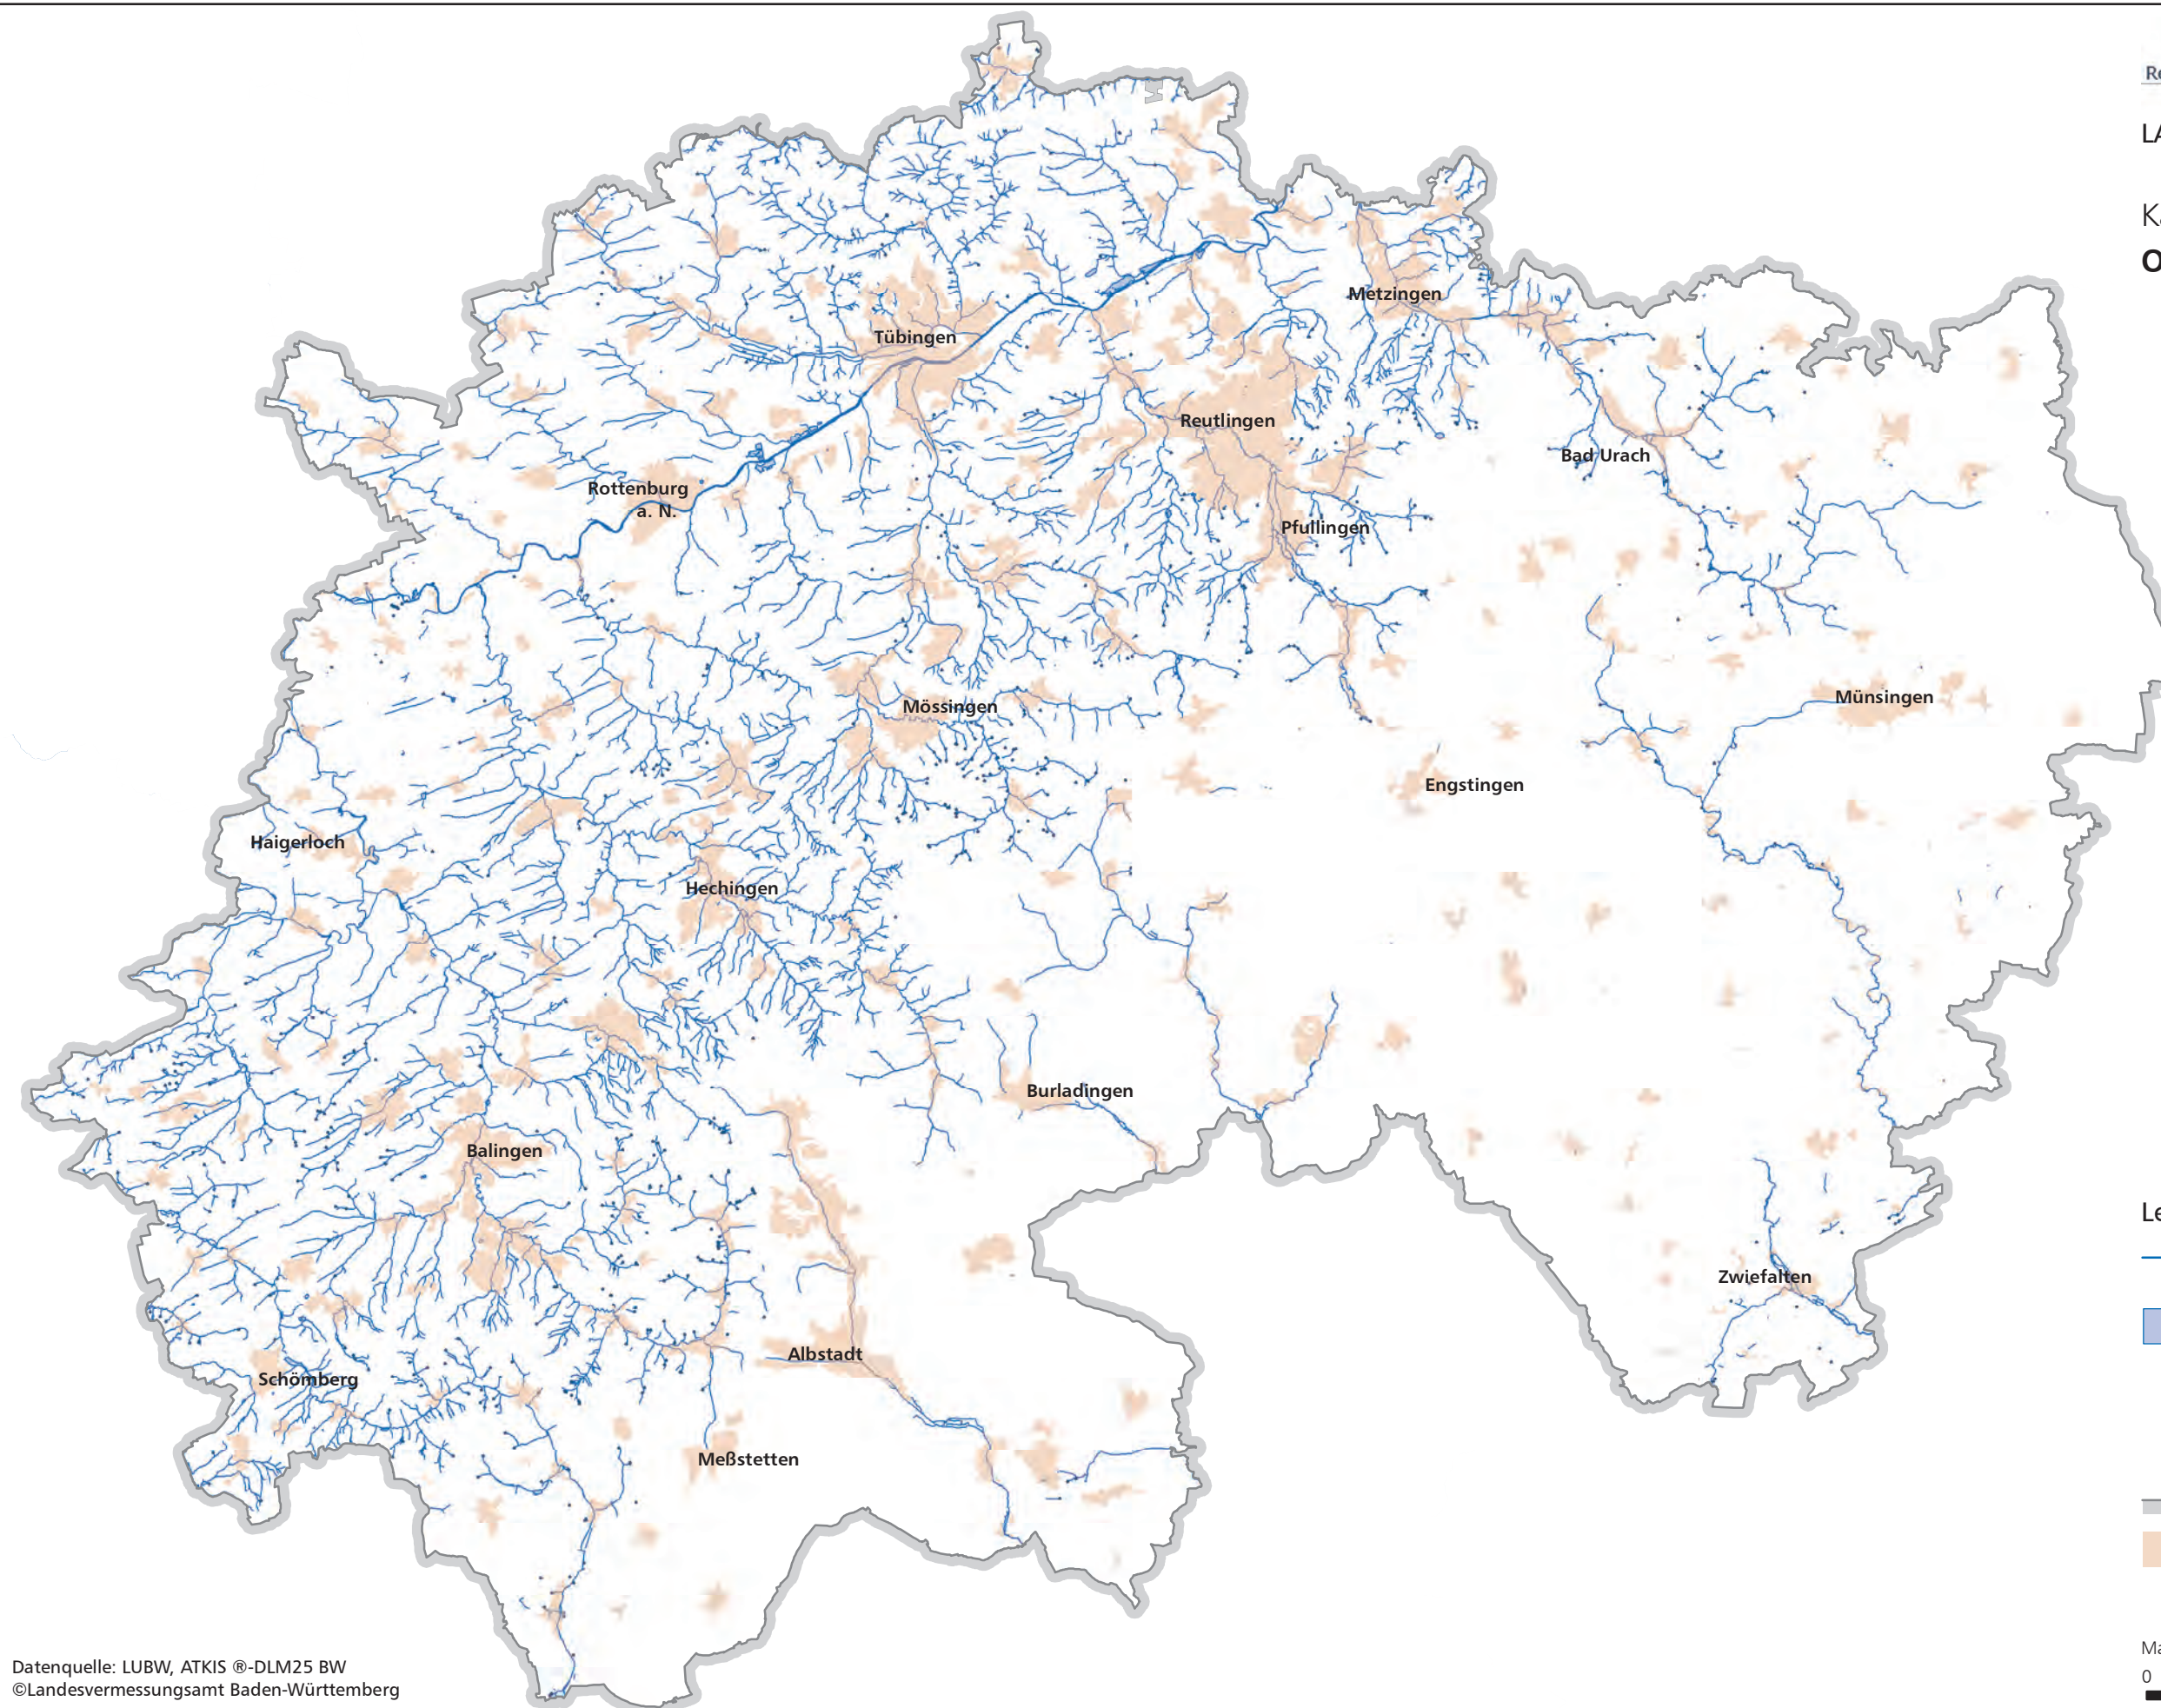 Tübingen
Metzingen
Reutlingen
Bad Urach
Rottenburg
a. N.
Pfullingen
Mössingen
Münsingen
Engstingen
Haigerloch
Hechingen
Burladingen
Balingen
Zwiefalten
Albstadt
Schömberg
Meßstetten
Datenquelle: LUBW, ATKIS ®-DLM25 BW
©Landesvermessungsamt Baden-Württemberg
0